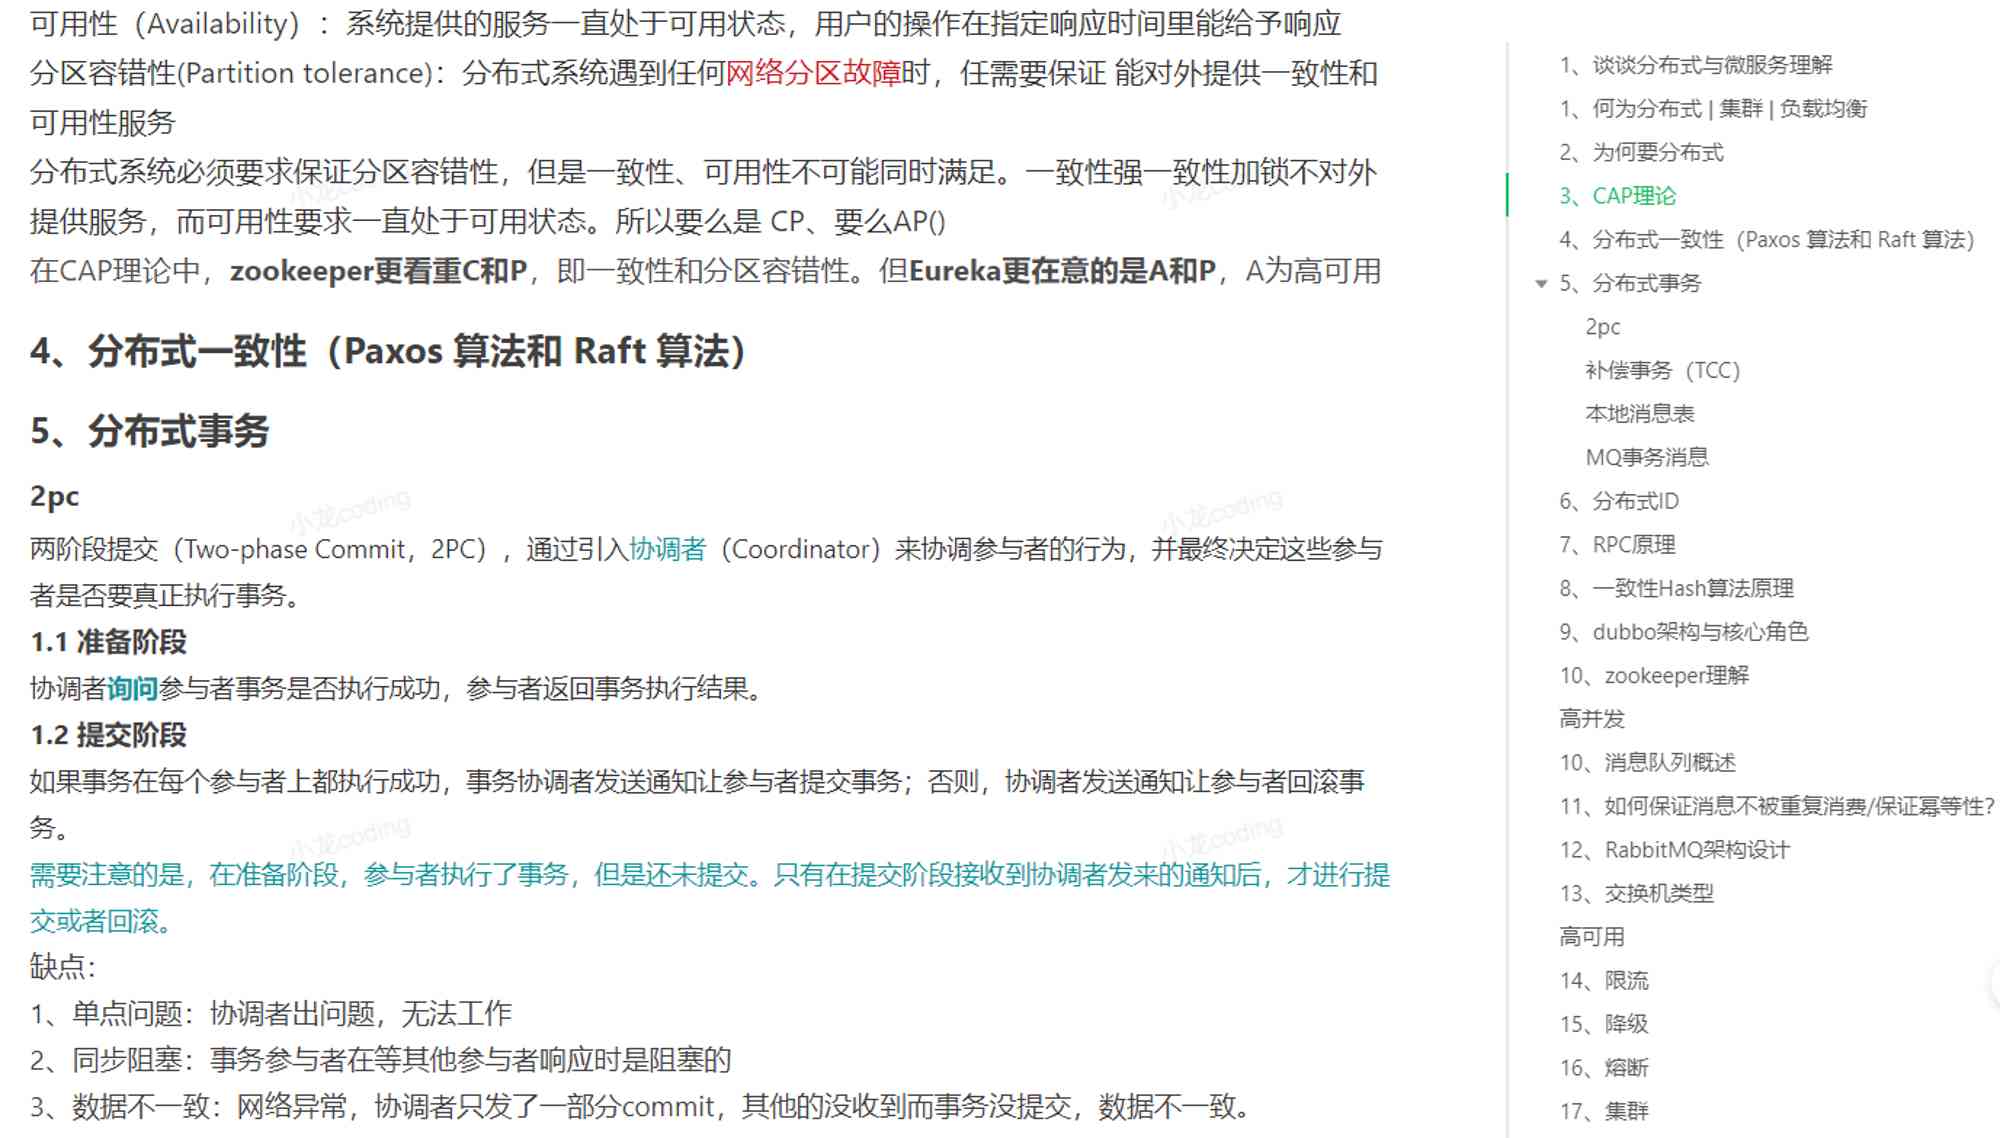 可用性（Availability）：系统提供的服务一直处于可用状态，用户的操作在指定响应时间里能给予响应
分区容错性(Partition tolerance)：分布式系统遇到任何网络分区故障时，任需要保证 能对外提供一致性和
可用性服务
分布式系统必须要求保证分区容错性，但是一致性、可用性不可能同时满足。一致性强一致性加锁不对外
提供服务，而可用性要求一直处于可用状态。所以要么是 CP、要么AP()
在CAP理论中，zookeeper更看重C和P，即一致性和分区容错性。但Eureka更在意的是A和P，A为高可用
4、分布式一致性（Paxos 算法和 Raft 算法）
5、分布式事务
2pc
小龙coding
小龙coding
两阶段提交（Two-phase Commit，2PC），通过引入协调者（Coordinator）来协调参与者的行为，并最终决定这些参与
者是否要真正执行事务。
1.1 准备阶段
协调者询问参与者事务是否执行成功，参与者返回事务执行结果。
1.2 提交阶段
如果事务在每个参与者上都执行成功，事务协调者发送通知让参与者提交事务；否则，协调者发送通知让参与者回滚事
务。
小龙coding
小龙coding
需要注意的是，在准备阶段，参与者执行了事务，但是还未提交。只有在提交阶段接收到协调者发来的通知后，才进行提
交或者回滚。
缺点：
1、单点问题：协调者出问题，无法工作
2、同步阻塞：事务参与者在等其他参与者响应时是阻塞的
3、数据不一致：网络异常，协调者只发了一部分commit，其他的没收到而事务没提交，数据不一致。
1、谈谈分布式与微服务理解
1、何为分布式 | 集群 | 负载均衡
2、为何要分布式
3、CAP理论
4、分布式一致性（Paxos 算法和 Raft 算法）
5、分布式事务
2pc
补偿事务（TCC）
本地消息表
MQ事务消息
6、分布式ID
7、RPC原理
8、一致性Hash算法原理
9、dubbo架构与核心角色
10、zookeeper理解
高并发
10、消息队列概述
11、如何保证消息不被重复消费/保证幂等性？
12、RabbitMQ架构设计
13、交换机类型
高可用
14、限流
15、降级
16、熔断
17、集群